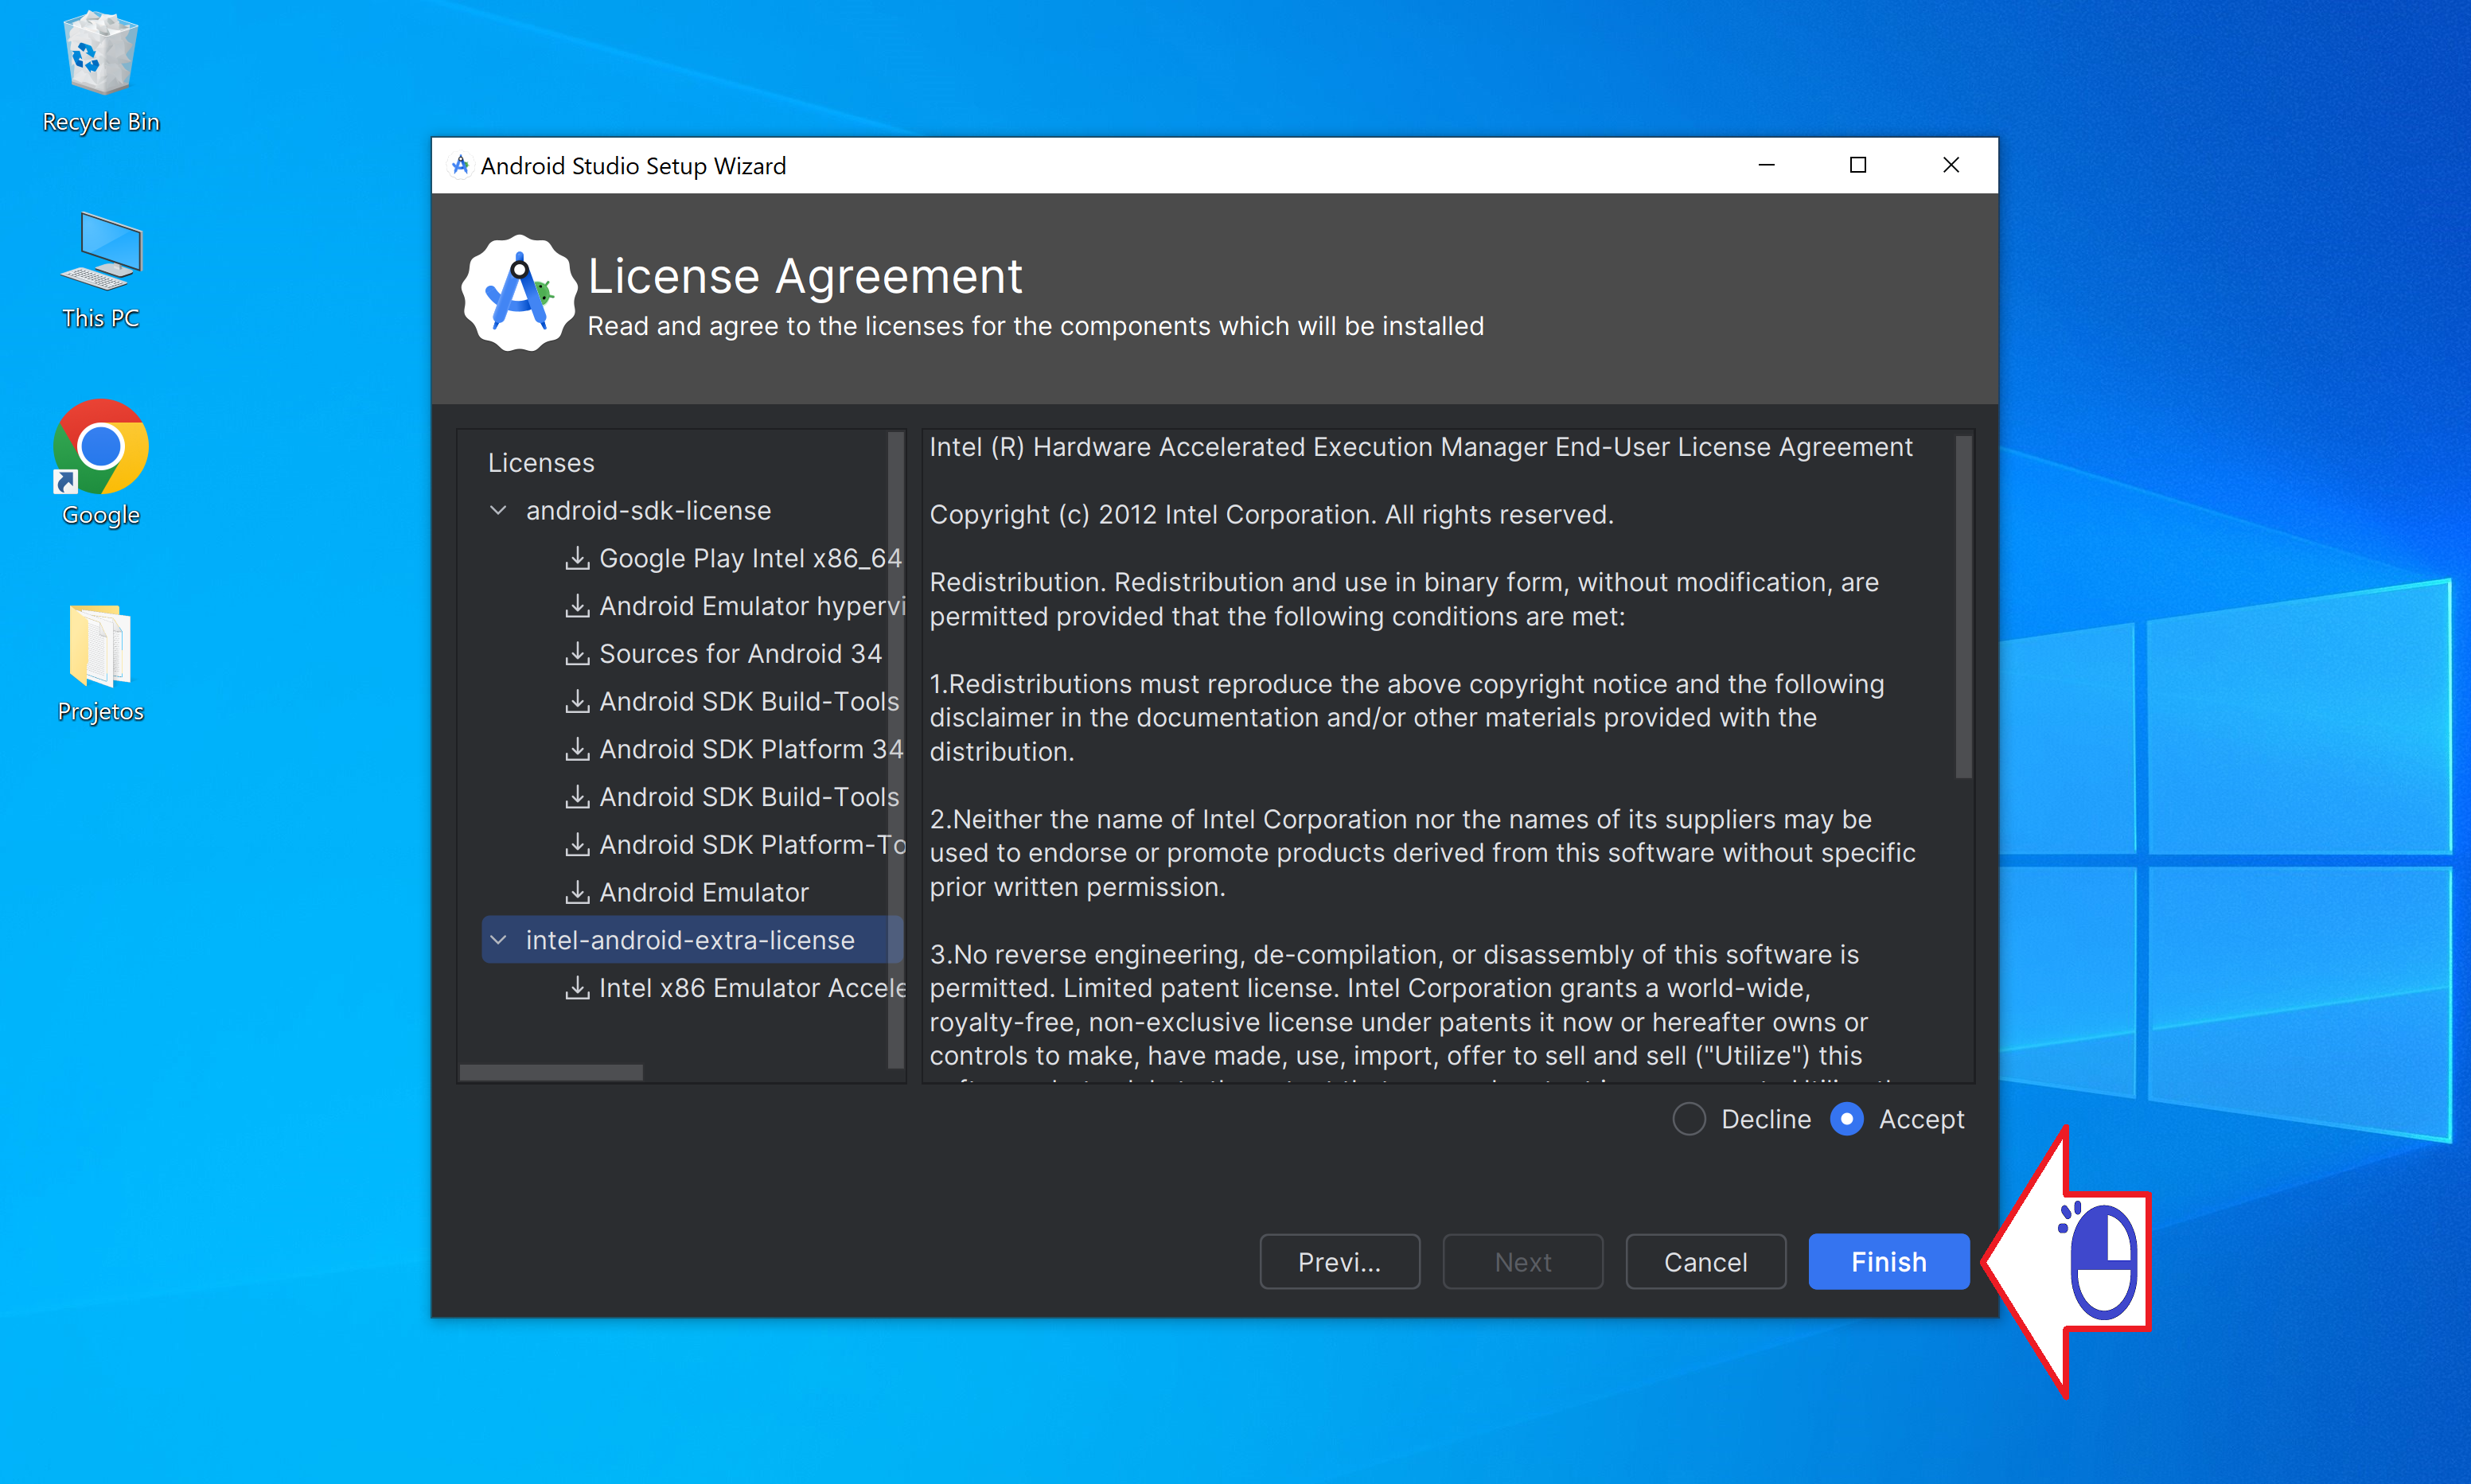 Recycle Bin
This PC
Google
Projetos
Android Studio Setup Wizard
License Agreement
Read and agree to the licenses for the components which will be installed
Licenses
android-sdk-license
Google Play Intel x86_64
Android Emulator hypervi
Sources for Android 34
Android SDK Build-Tools
Android SDK Platform 34
Android SDK Build-Tools
Android SDK Platform-To
Android Emulator
intel-android-extra-license
Intel x86 Emulator Accele
Intel (R) Hardware Accelerated Execution Manager End-User License Agreement
Copyright (c) 2012 Intel Corporation. All rights reserved.
Redistribution. Redistribution and use in binary form, without modification, are
permitted provided that the following conditions are met:
1.Redistributions must reproduce the above copyright notice and the following
disclaimer in the documentation and/or other materials provided with the
distribution.
2.Neither the name of Intel Corporation nor the names of its suppliers may be
used to endorse or promote products derived from this software without specific
prior written permission.
3.No reverse engineering, de-compilation, or disassembly of this software is
permitted. Limited patent license. Intel Corporation grants a world-wide,
royalty-free, non-exclusive license under patents it now or hereafter owns or
controls to make, have made, use, import, offer to sell and sell ("Utilize") this
Decline
Accept
Previ...
Next
Cancel
Finish